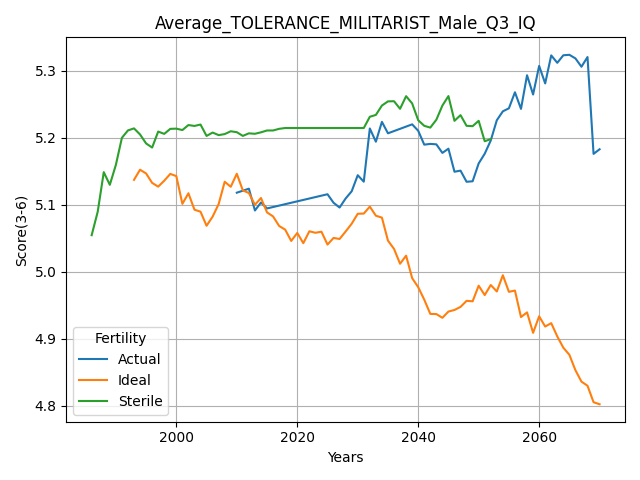 Average_TOLERANCE_MILITARIST_Male_Q3_IQ
Score(3-6)
5.3
5.2
5.1
5.0
4.9
4.8
Fertility
Actual
Ideal
Sterile
2000 2020 2040 2060
Years